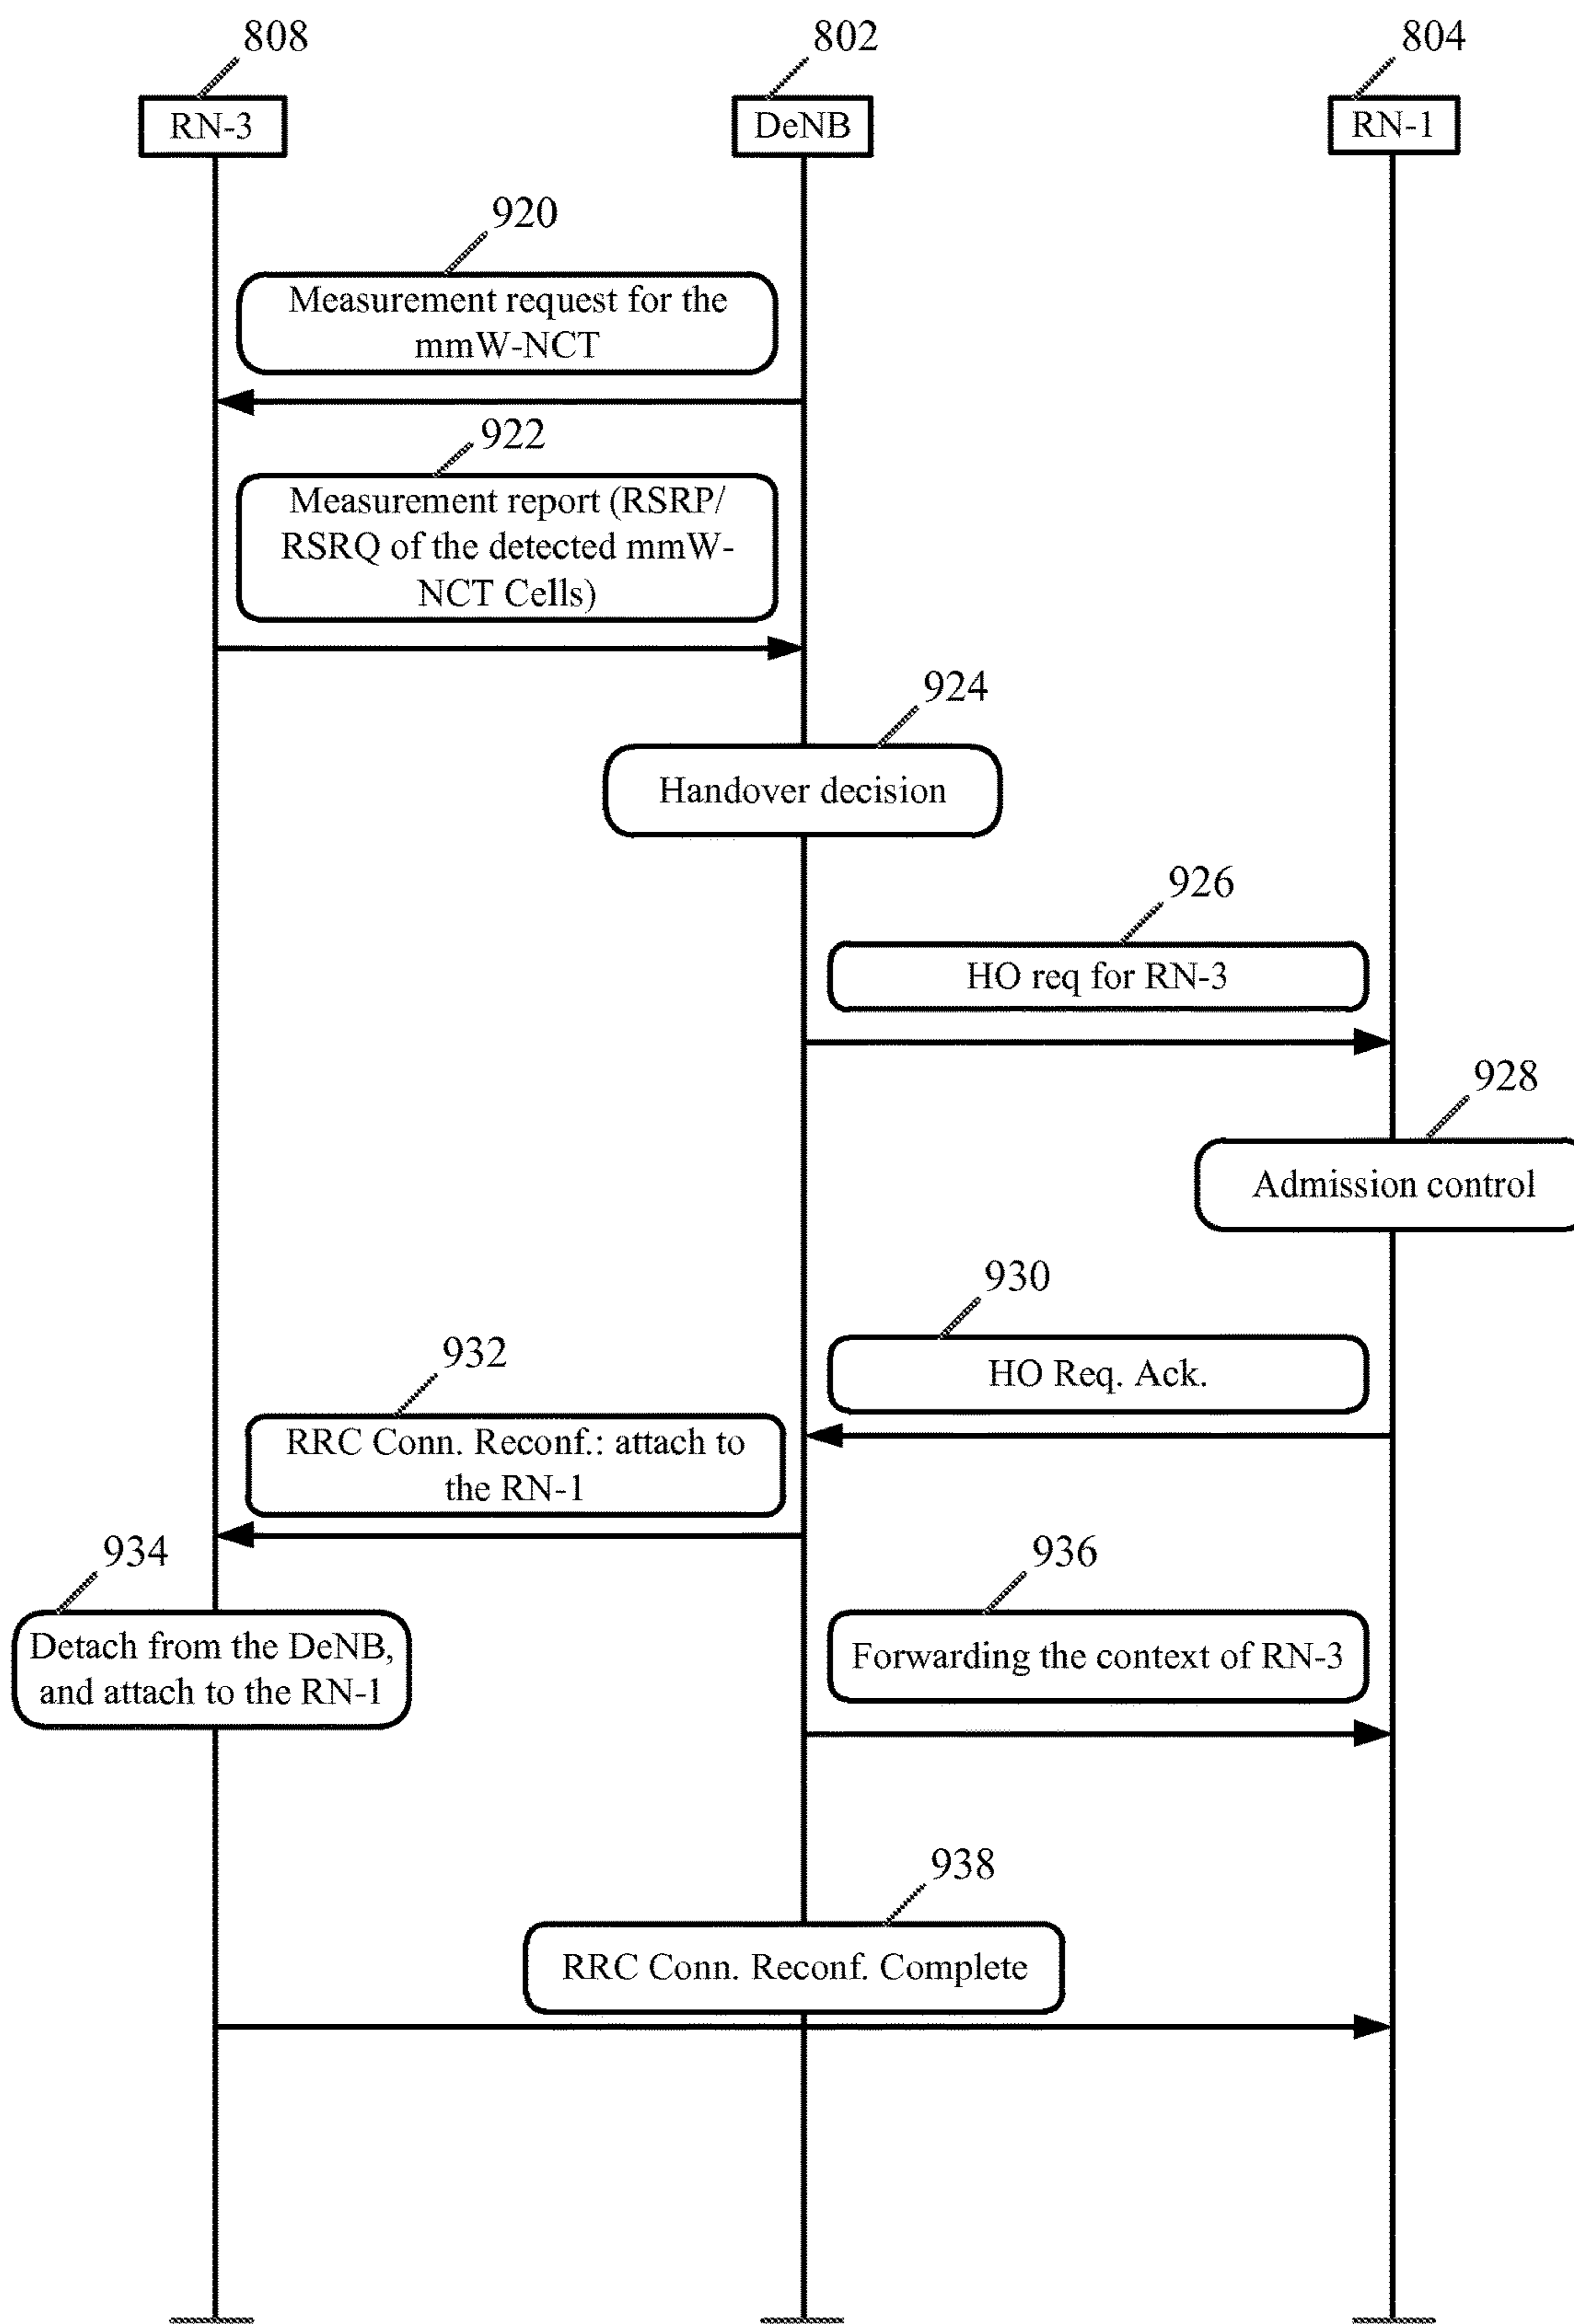 808
802
804
RN-3
DeNB
RN-1
920
Measurement request for the
mmW-NCT
922
Measurement report (RSRP/
RSRQ of the detected mmW-
NCT Cells)
924
Handover decision
926
HO req for RN-3
928
Admission control
930
HO Req. Ack.
932
RRC Conn. Reconf.: attach to
the RN-1
934
Detach from the DeNB,
and attach to the RN-1
936
Forwarding the context of RN-3
938
RRC Conn. Reconf. Complete